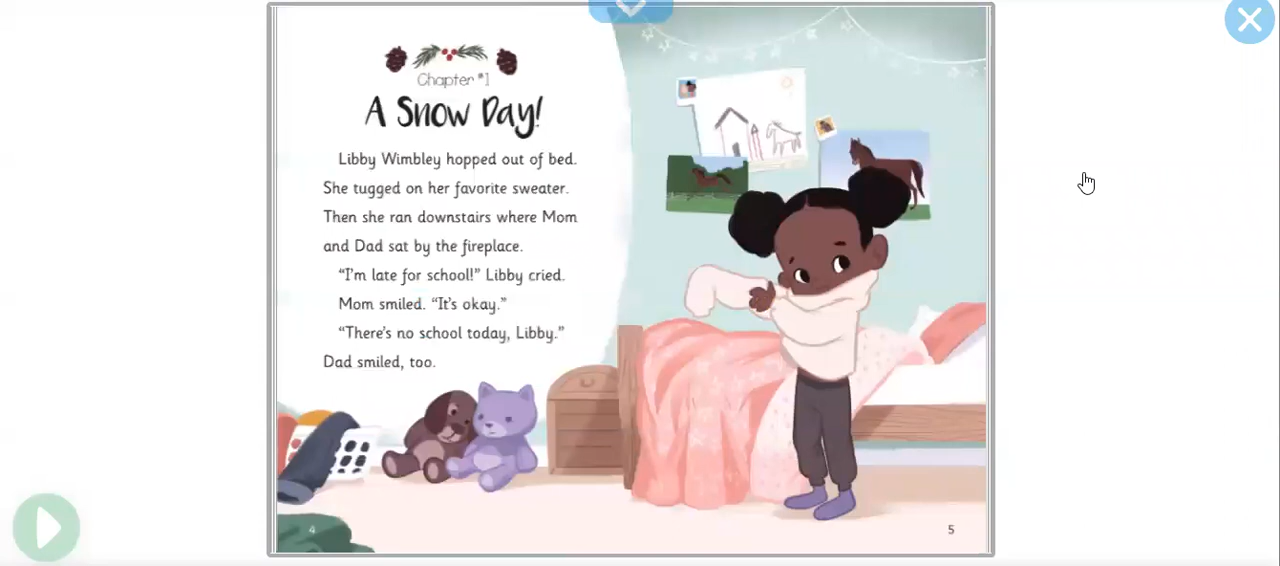 Chapter #1
A Snow Day!
Libby Wimbley hopped out of bed.
She tugged on her favorite sweater.
Then she ran downstairs where Mom
and Dad sat by the fireplace.
“I’m late for school!” Libby cried.
Mom smiled. “It’s okay.”
“There’s no school today, Libby.”
Dad smiled, too.
4
5